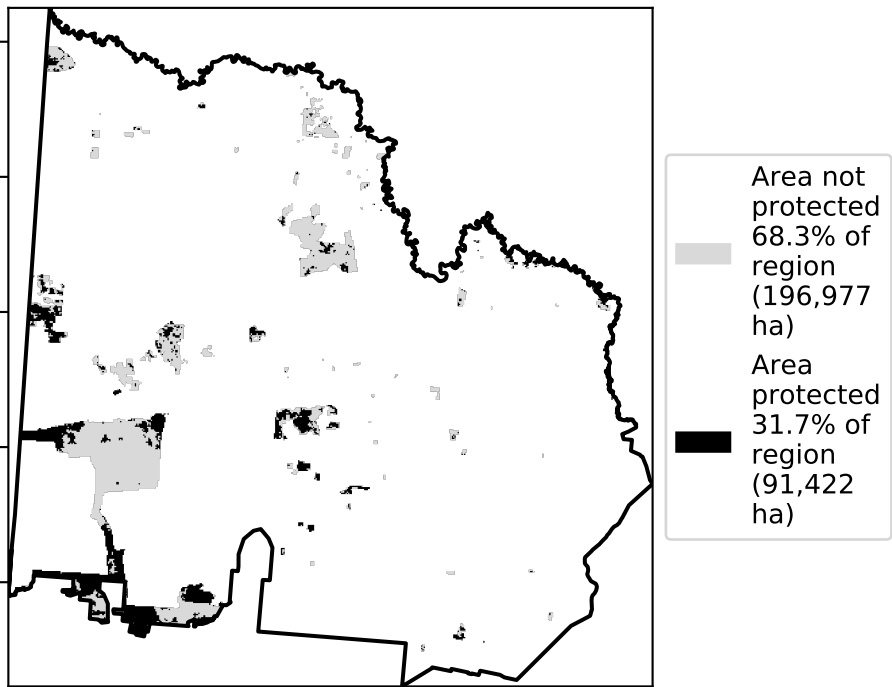 Area not
protected
68.3% of
region
(196,977
ha)
Area
protected
31.7% of
region
(91,422
ha)